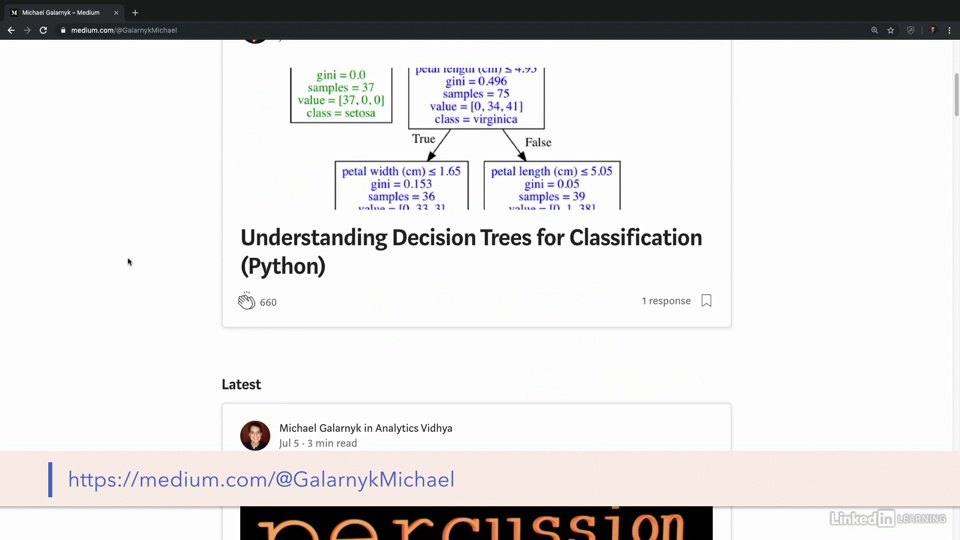 Michael Galarnyk – Medium
medium.com/@GalarnykMichael
gini = 0.0
samples = 37
value = [37, 0, 0]
class = setosa
petal length (cm) ≤ 4.95
gini = 0.496
samples = 75
value = [0, 34, 41]
class = virginica
True
False
petal width (cm) ≤ 1.65
gini = 0.153
samples = 36
value = [0, 33, 3]
petal length (cm) ≤ 5.05
gini = 0.05
samples = 39
value = [0, 1, 38]
Understanding Decision Trees for Classification
(Python)
660
1 response
Latest
Michael Galarnyk in Analytics Vidhya
Jul 5 · 3 min read
https://medium.com/@GalarnykMichael
percussion
Linked in LEARNING